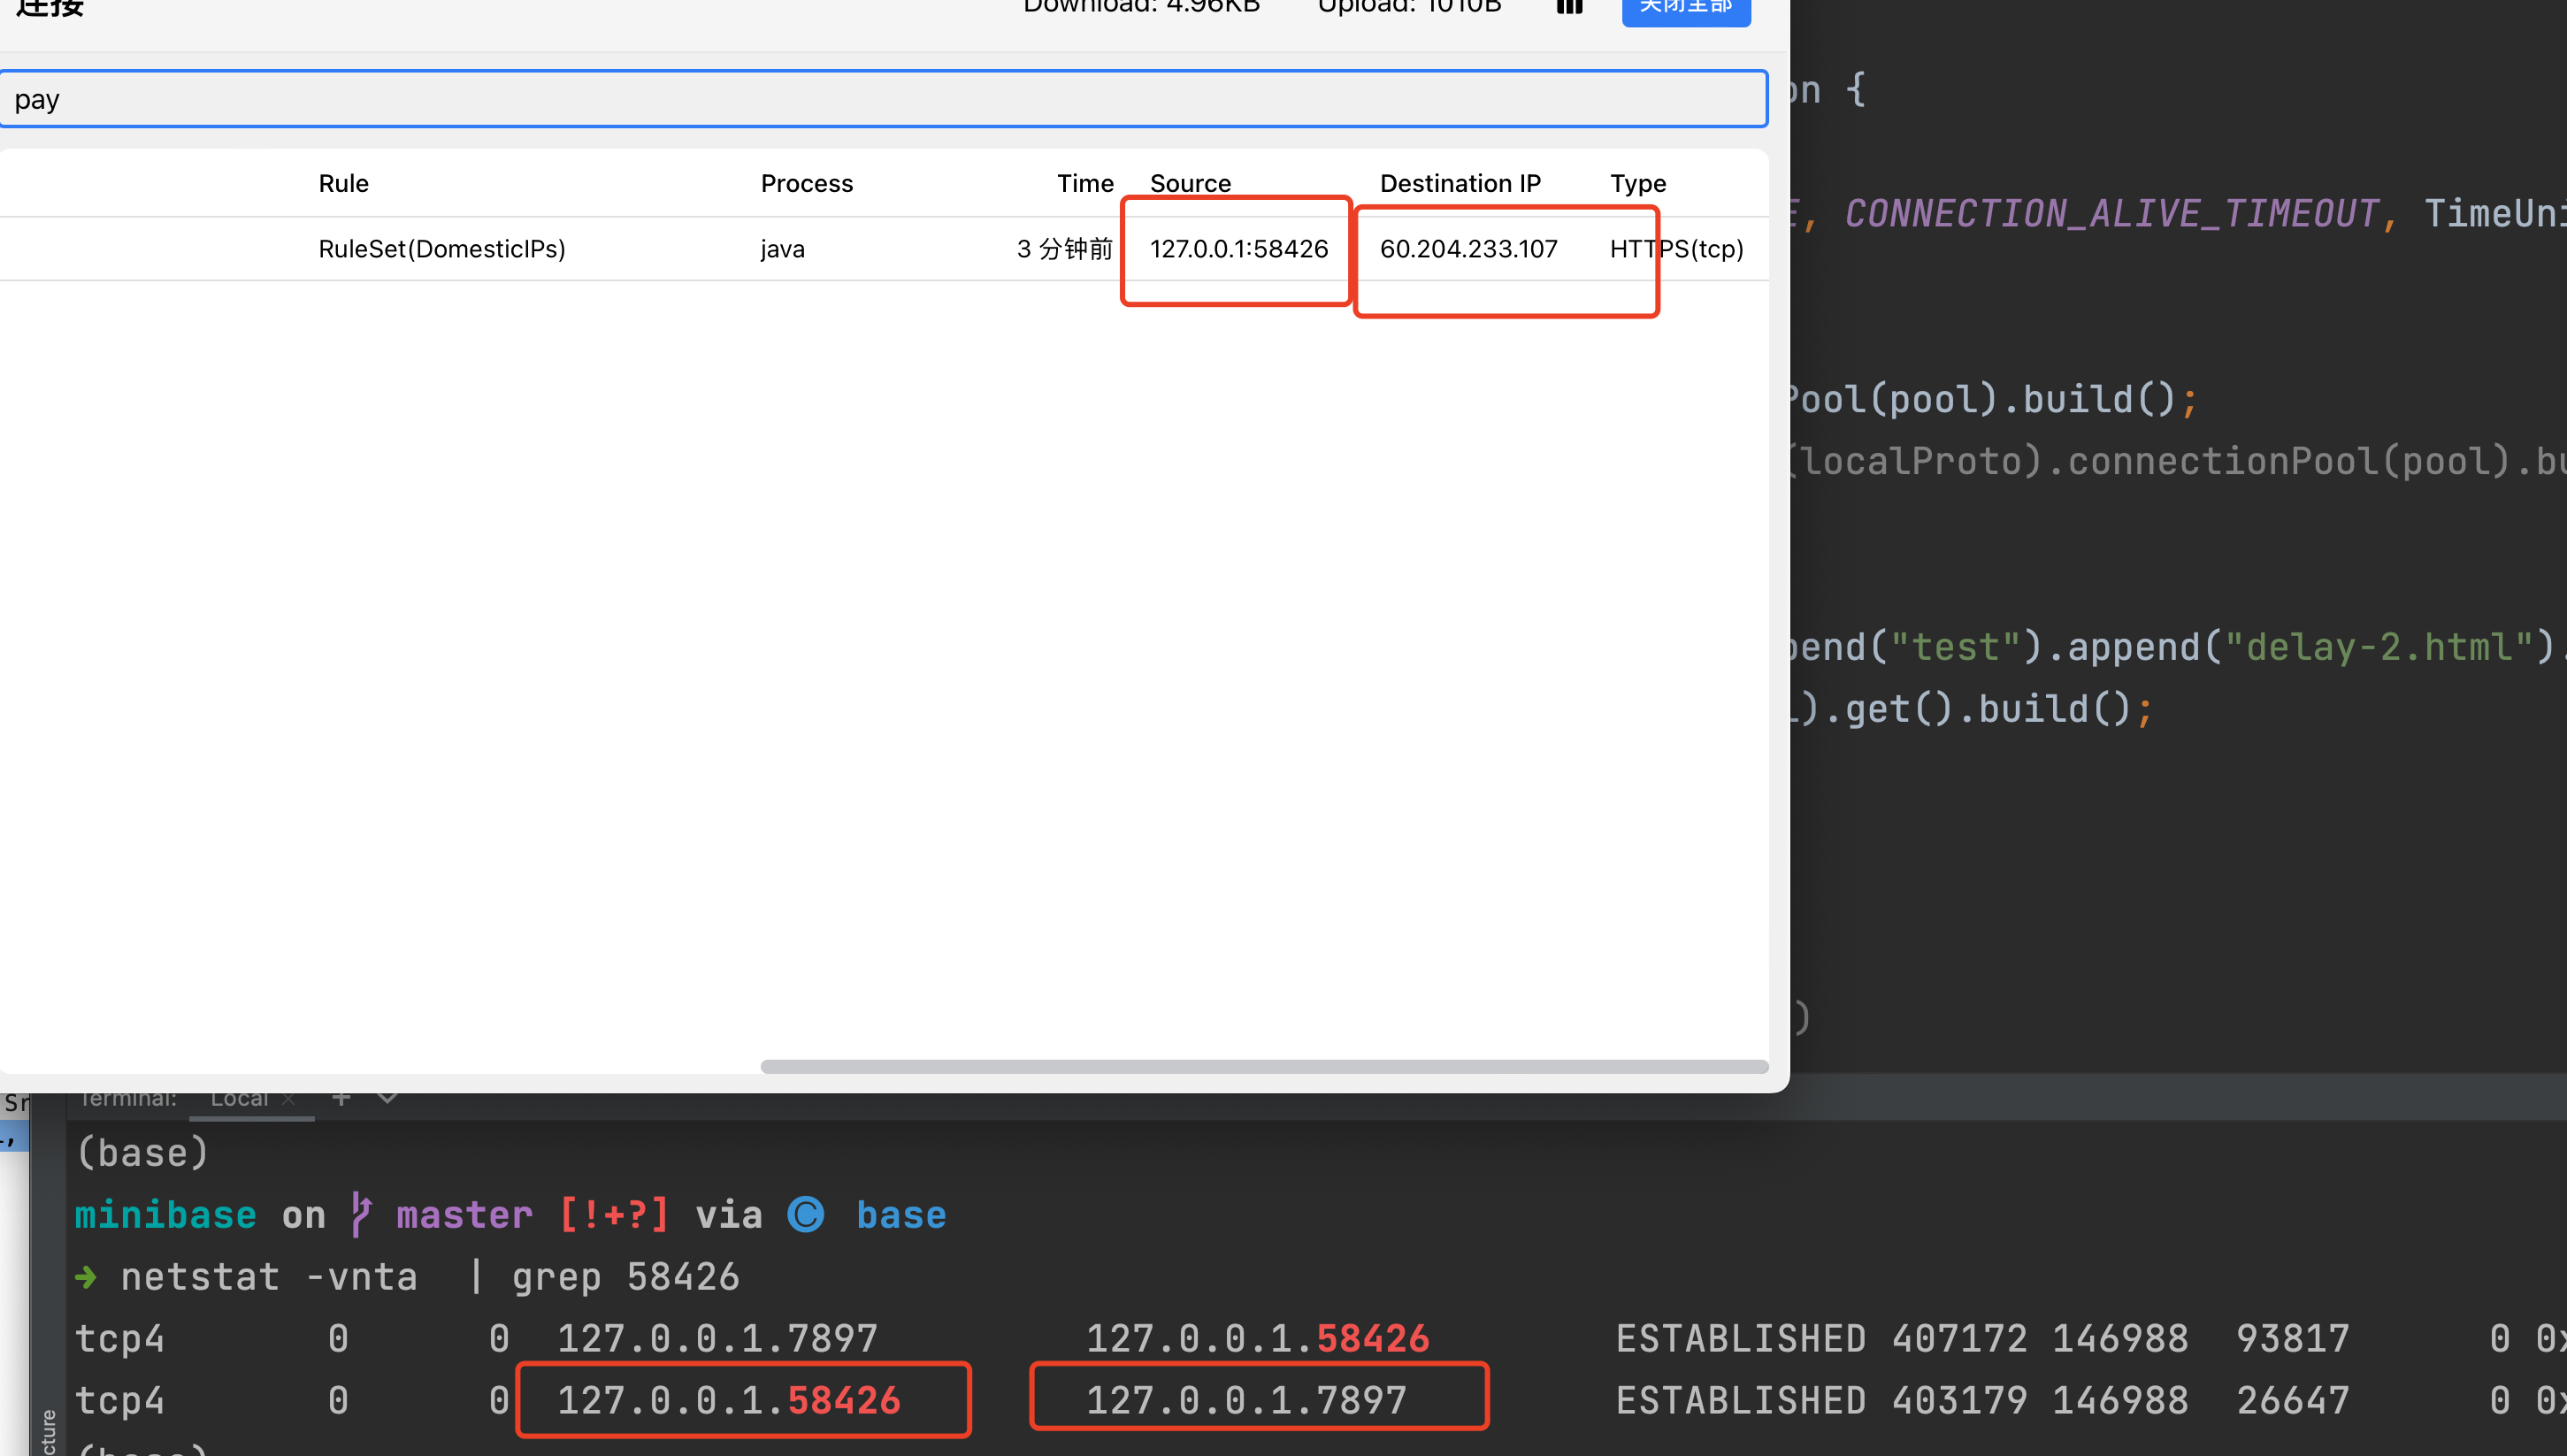 连接 Download: 4.96KB Upload: 1010B 关闭全部
pay
Rule Process Time Source Destination IP Type
RuleSet(DomesticIPs) java 3 分钟前 127.0.0.1:58426 60.204.233.107 HTTPS(tcp)
on {
, CONNECTION_ALIVE_TIMEOUT, TimeUni
Pool(pool).build();
(localProto).connectionPool(pool).bu
pend("test").append("delay-2.html").
).get().build();
)
Terminal: Local × +
(base)
minibase on master [!+?] via © base
➜ netstat -vnta | grep 58426
tcp4 0 0 127.0.0.1.7897 127.0.0.1.58426 ESTABLISHED 407172 146988 93817 0 0x
tcp4 0 0 127.0.0.1.58426 127.0.0.1.7897 ESTABLISHED 403179 146988 26647 0 0x
(base)
Sr
cture